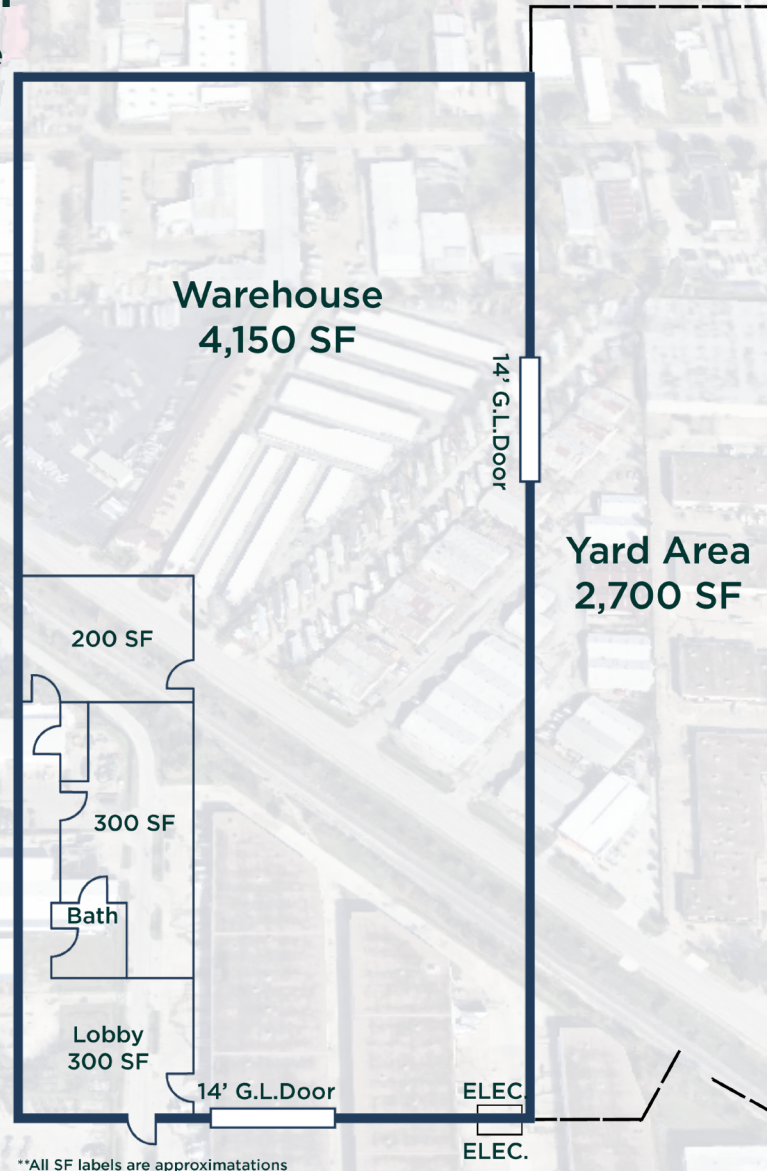 Warehouse
4,150 SF
14' G.L.Door
Yard Area
2,700 SF
200 SF
300 SF
Bath
Lobby
300 SF
14' G.L.Door
ELEC.
ELEC.
**All SF labels are approximatations